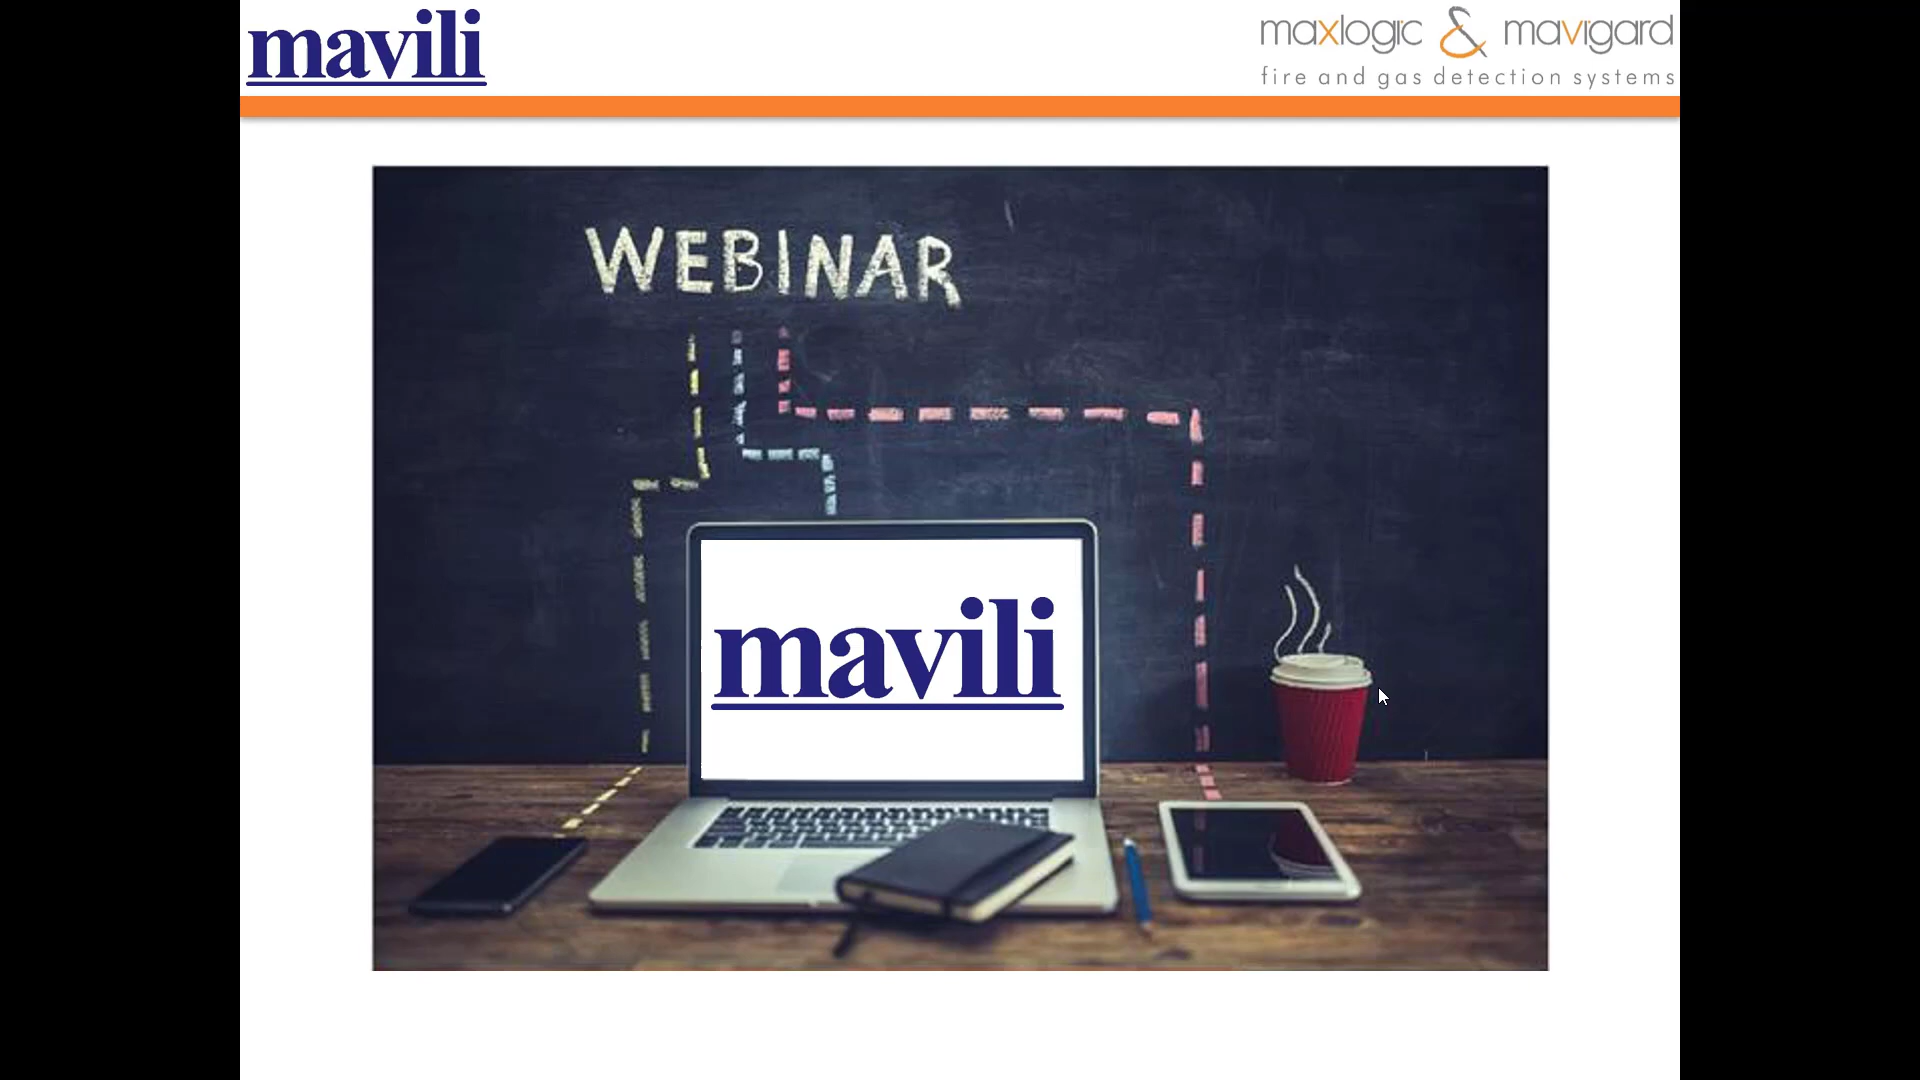 mavili
maxlogic & mavigard
fire and gas detection systems
WEBINAR
mavili